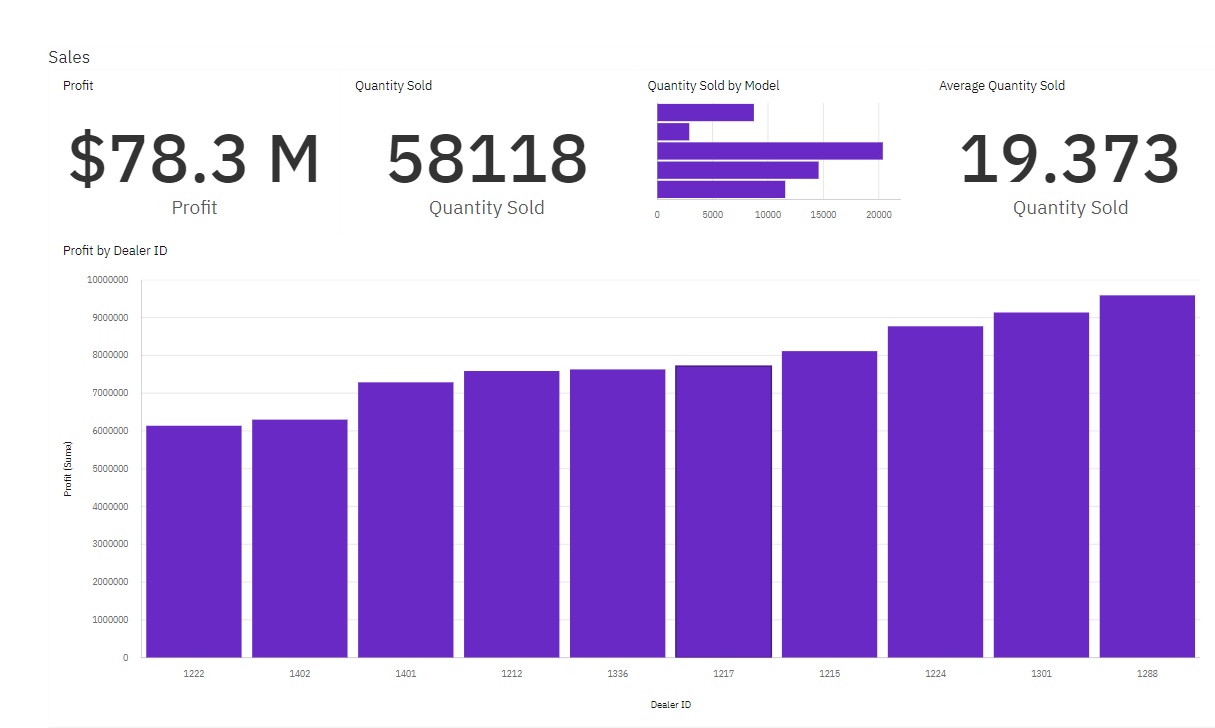 Sales
Profit
$78.3 M
Profit
Quantity Sold
58118
Quantity Sold
Quantity Sold by Model
0 5000 10000 15000 20000
Average Quantity Sold
19.373
Quantity Sold
Profit by Dealer ID
Profit (Suma)
10000000
9000000
8000000
7000000
6000000
5000000
4000000
3000000
2000000
1000000
0
1222 1402 1401 1212 1336 1217 1215 1224 1301 1288
Dealer ID